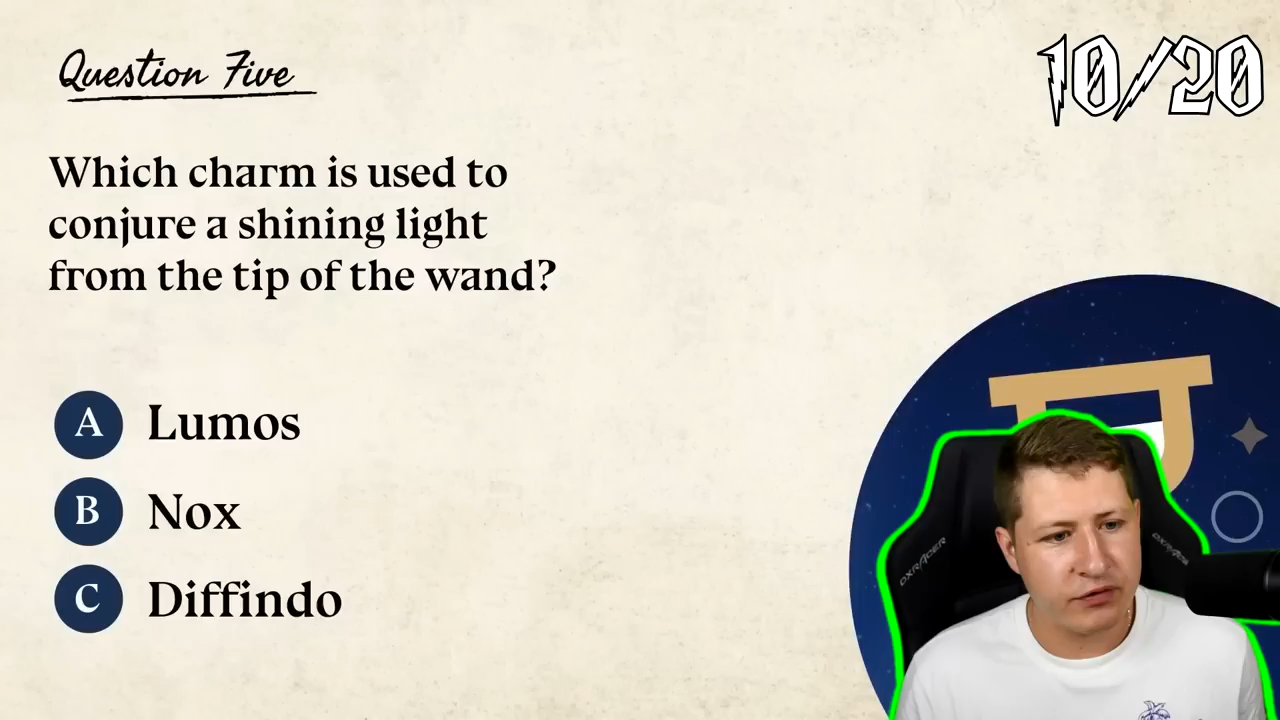 Question Five
10/20
Which charm is used to
conjure a shining light
from the tip of the wand?
A Lumos
B Nox
C Diffindo
DXRACER